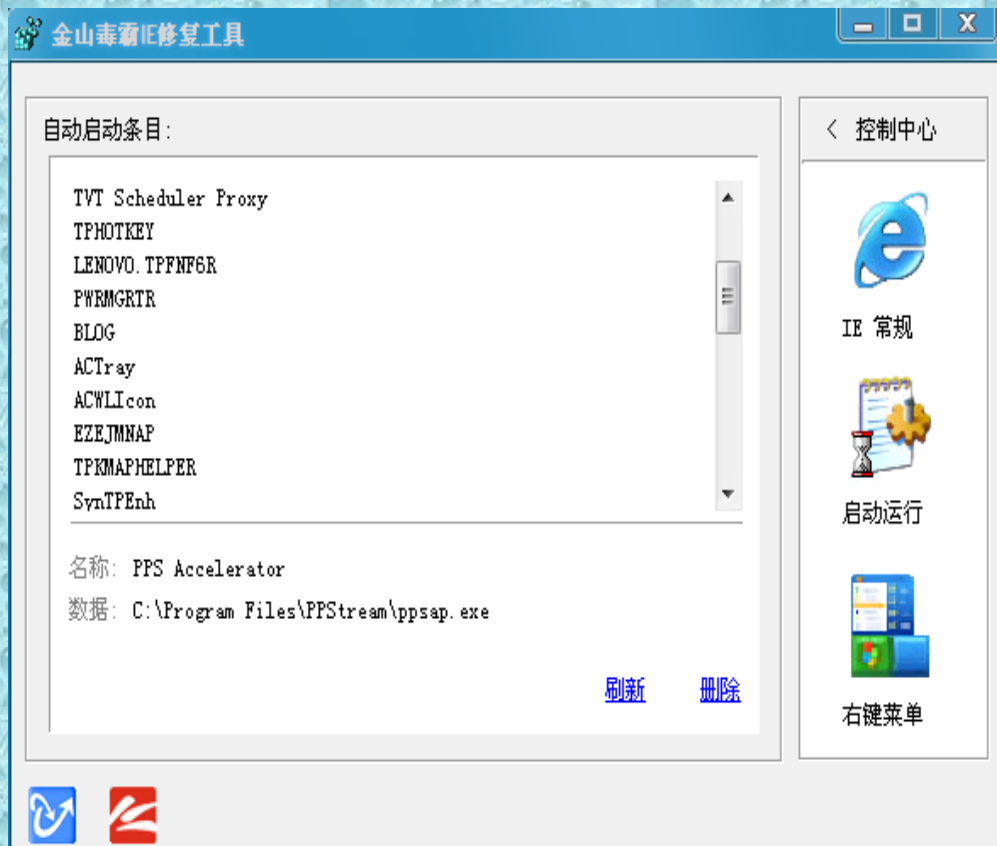 金山毒霸IE修复工具
自动启动条目:
TVT Scheduler Proxy
TPHOTKEY
LENOVO.TPFNF6R
PWRMGRTR
BLOG
ACTray
ACWLIcon
EZEJMNAP
TPKMAPHELPER
SynTPEnh
名称: PPS Accelerator
数据: C:\Program Files\PPStream\ppsap.exe
刷新 删除
< 控制中心
IE 常规
启动运行
右键菜单